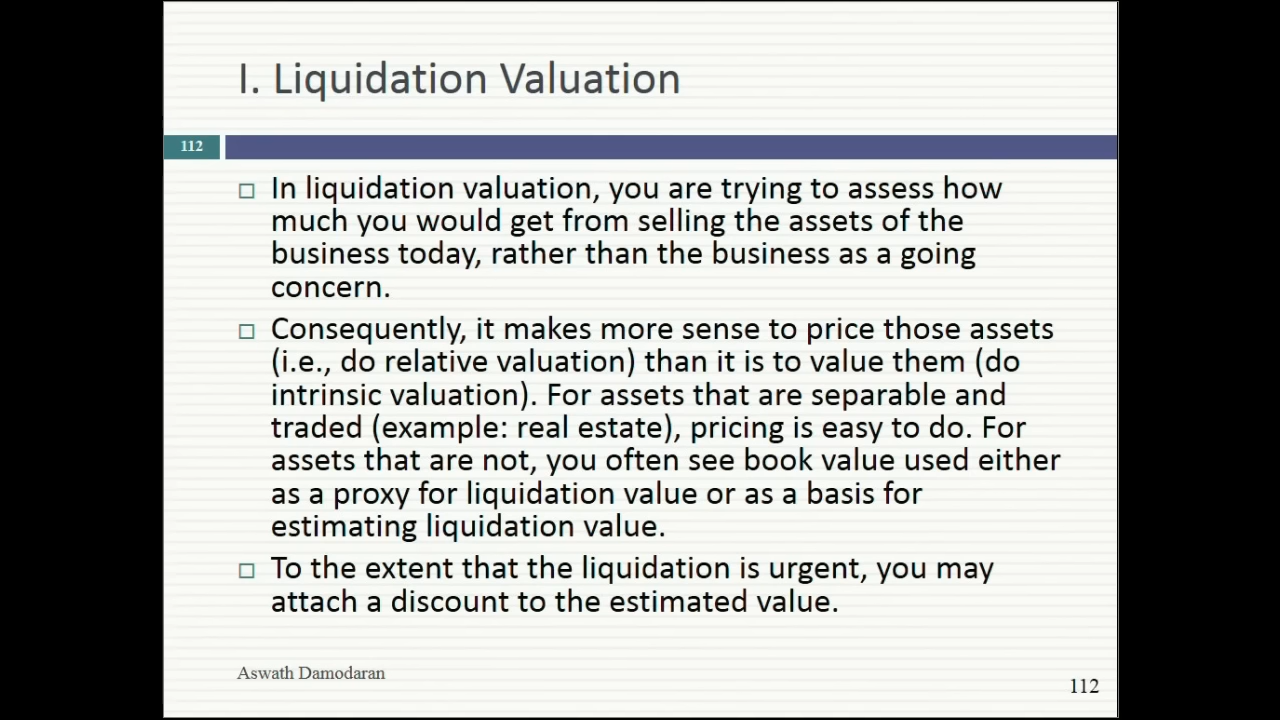 I. Liquidation Valuation
112
In liquidation valuation, you are trying to assess how
much you would get from selling the assets of the
business today, rather than the business as a going
concern.
Consequently, it makes more sense to price those assets
(i.e., do relative valuation) than it is to value them (do
intrinsic valuation). For assets that are separable and
traded (example: real estate), pricing is easy to do. For
assets that are not, you often see book value used either
as a proxy for liquidation value or as a basis for
estimating liquidation value.
To the extent that the liquidation is urgent, you may
attach a discount to the estimated value.
Aswath Damodaran
112